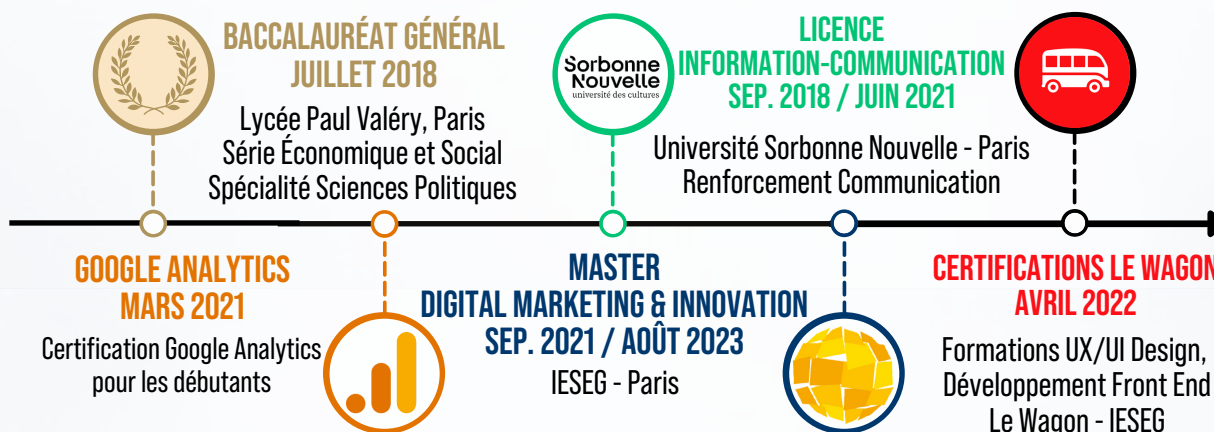 BACCALAURÉAT GÉNÉRAL
JUILLET 2018
Lycée Paul Valéry, Paris
Série Économique et Social
Spécialité Sciences Politiques
GOOGLE ANALYTICS
MARS 2021
Certification Google Analytics
pour les débutants
Sorbonne
Nouvelle
université des cultures
LICENCE
INFORMATION-COMMUNICATION
SEP. 2018 / JUIN 2021
Université Sorbonne Nouvelle - Paris
Renforcement Communication
MASTER
DIGITAL MARKETING & INNOVATION
SEP. 2021 / AOÛT 2023
IESEG - Paris
CERTIFICATIONS LE WAGON
AVRIL 2022
Formations UX/UI Design,
Développement Front End
Le Wagon - IESEG